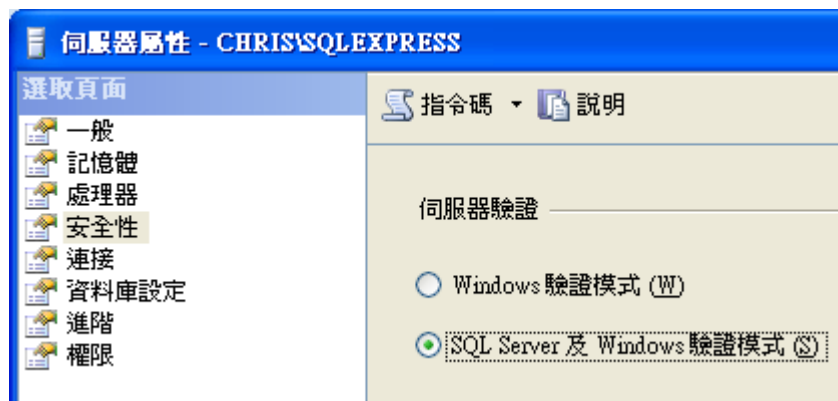 伺服器屬性 - CHRIS\SQLEXPRESS
選取頁面
一般
記憶體
處理器
安全性
連接
資料庫設定
進階
權限
指令碼 說明
伺服器驗證
Windows 驗證模式 (W)
SQL Server 及 Windows 驗證模式 (S)